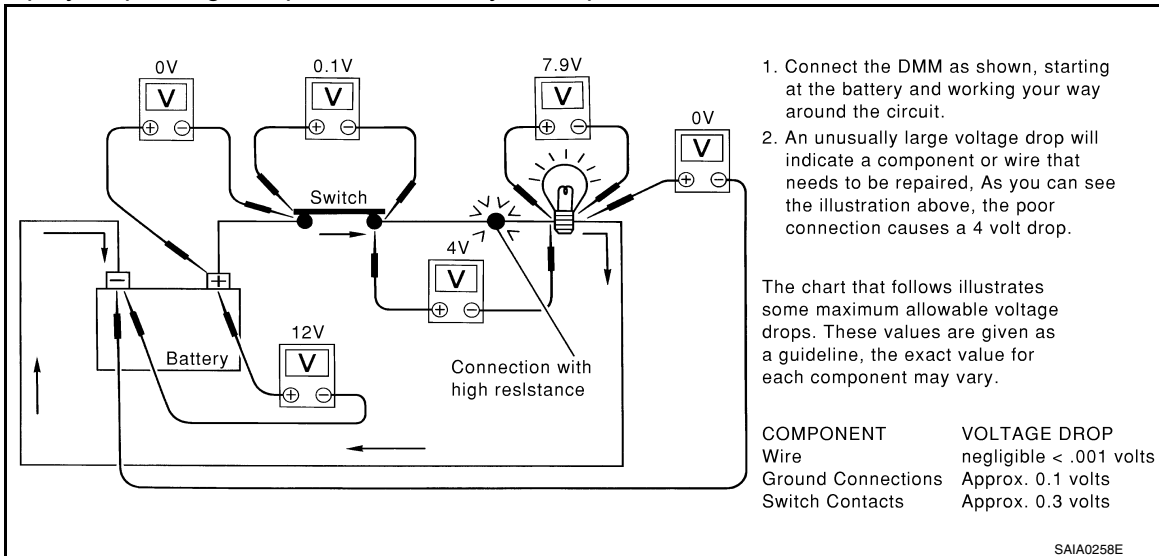 0V
0.1V
7.9V
0V
V
V
V
V
Switch
4V
V
12V
V
Battery
Connection with
high reslstance
1. Connect the DMM as shown, starting
at the battery and working your way
around the circuit.
2. An unusually large voltage drop will
indicate a component or wire that
needs to be repaired, As you can see
the illustration above, the poor
connection causes a 4 volt drop.
The chart that follows illustrates
some maximum allowable voltage
drops. These values are given as
a guideline, the exact value for
each component may vary.
COMPONENT VOLTAGE DROP
Wire negligible < .001 volts
Ground Connections Approx. 0.1 volts
Switch Contacts Approx. 0.3 volts
SAIA0258E